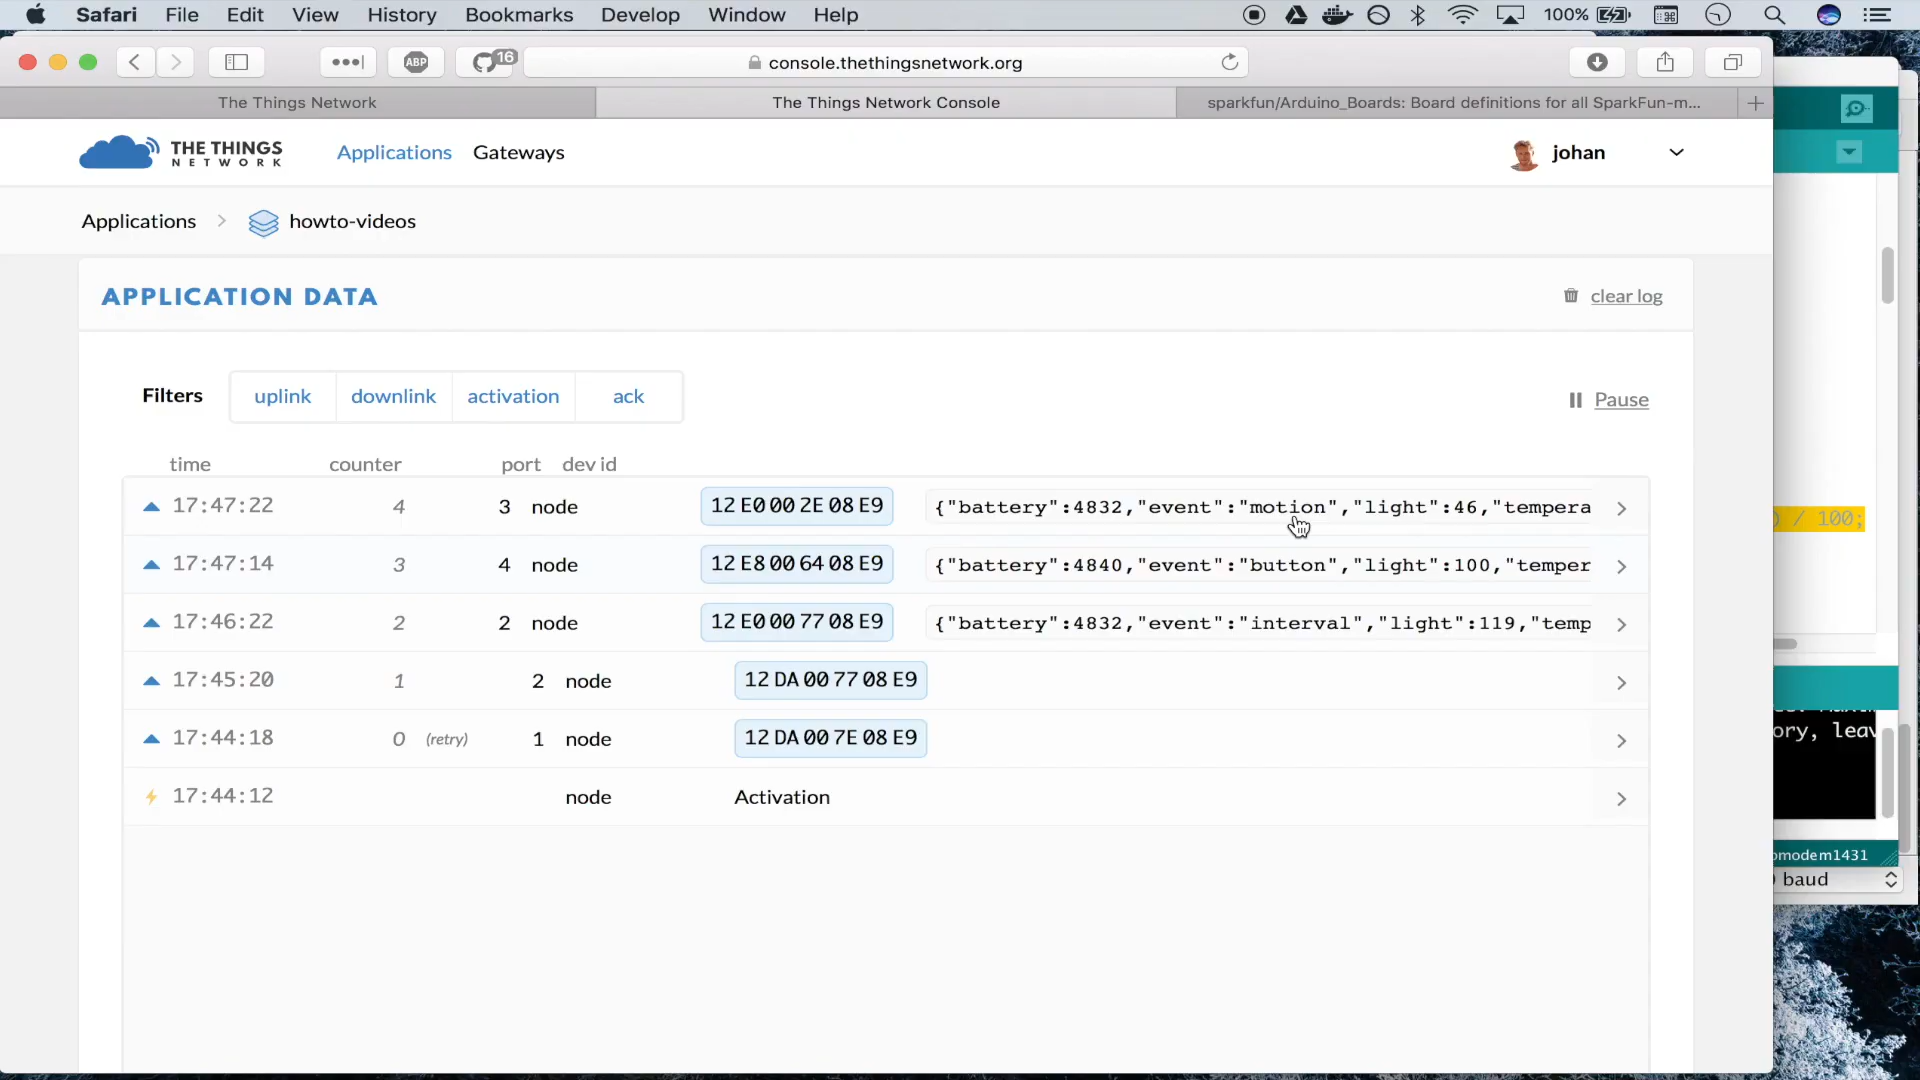 Safari File Edit View History Bookmarks Develop Window Help 100%
ABP 16 console.thethingsnetwork.org
The Things Network The Things Network Console sparkfun/Arduino_Boards: Board definitions for all SparkFun-m...
THE THINGS NETWORK Applications Gateways johan
Applications howto-videos
APPLICATION DATA clear log
Filters uplink downlink activation ack Pause
time counter port dev id
17:47:22 4 3 node 12 E0 00 2E 08 E9 {"battery":4832,"event":"motion","light":46,"tempera
/ 100;
17:47:14 3 4 node 12 E8 00 64 08 E9 {"battery":4840,"event":"button","light":100,"temper
17:46:22 2 2 node 12 E0 00 77 08 E9 {"battery":4832,"event":"interval","light":119,"temp
17:45:20 1 2 node 12 DA 00 77 08 E9
17:44:18 0 (retry) 1 node 12 DA 00 7E 08 E9
ory, leav
17:44:12 node Activation
omodem1431
baud